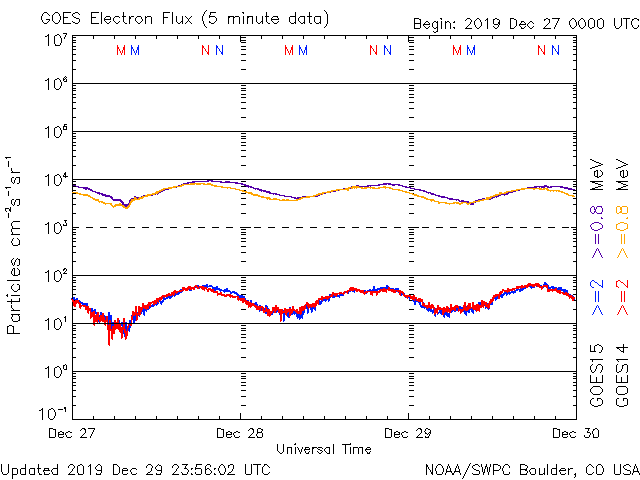 GOES Electron Flux (5 minute data)
Begin: 2019 Dec 27 0000 UTC
M M N N M M N N M M N N
10⁷
10⁶
10⁵
10⁴
10³
10²
10¹
10⁰
10⁻¹
Particles cm⁻²s⁻¹sr⁻¹
Dec 27 Dec 28 Dec 29 Dec 30
Universal Time
GOES15 >=2 >=0.8 MeV
GOES14 >=2 >=0.8 MeV
Updated 2019 Dec 29 23:56:02 UTC
NOAA/SWPC Boulder, CO USA